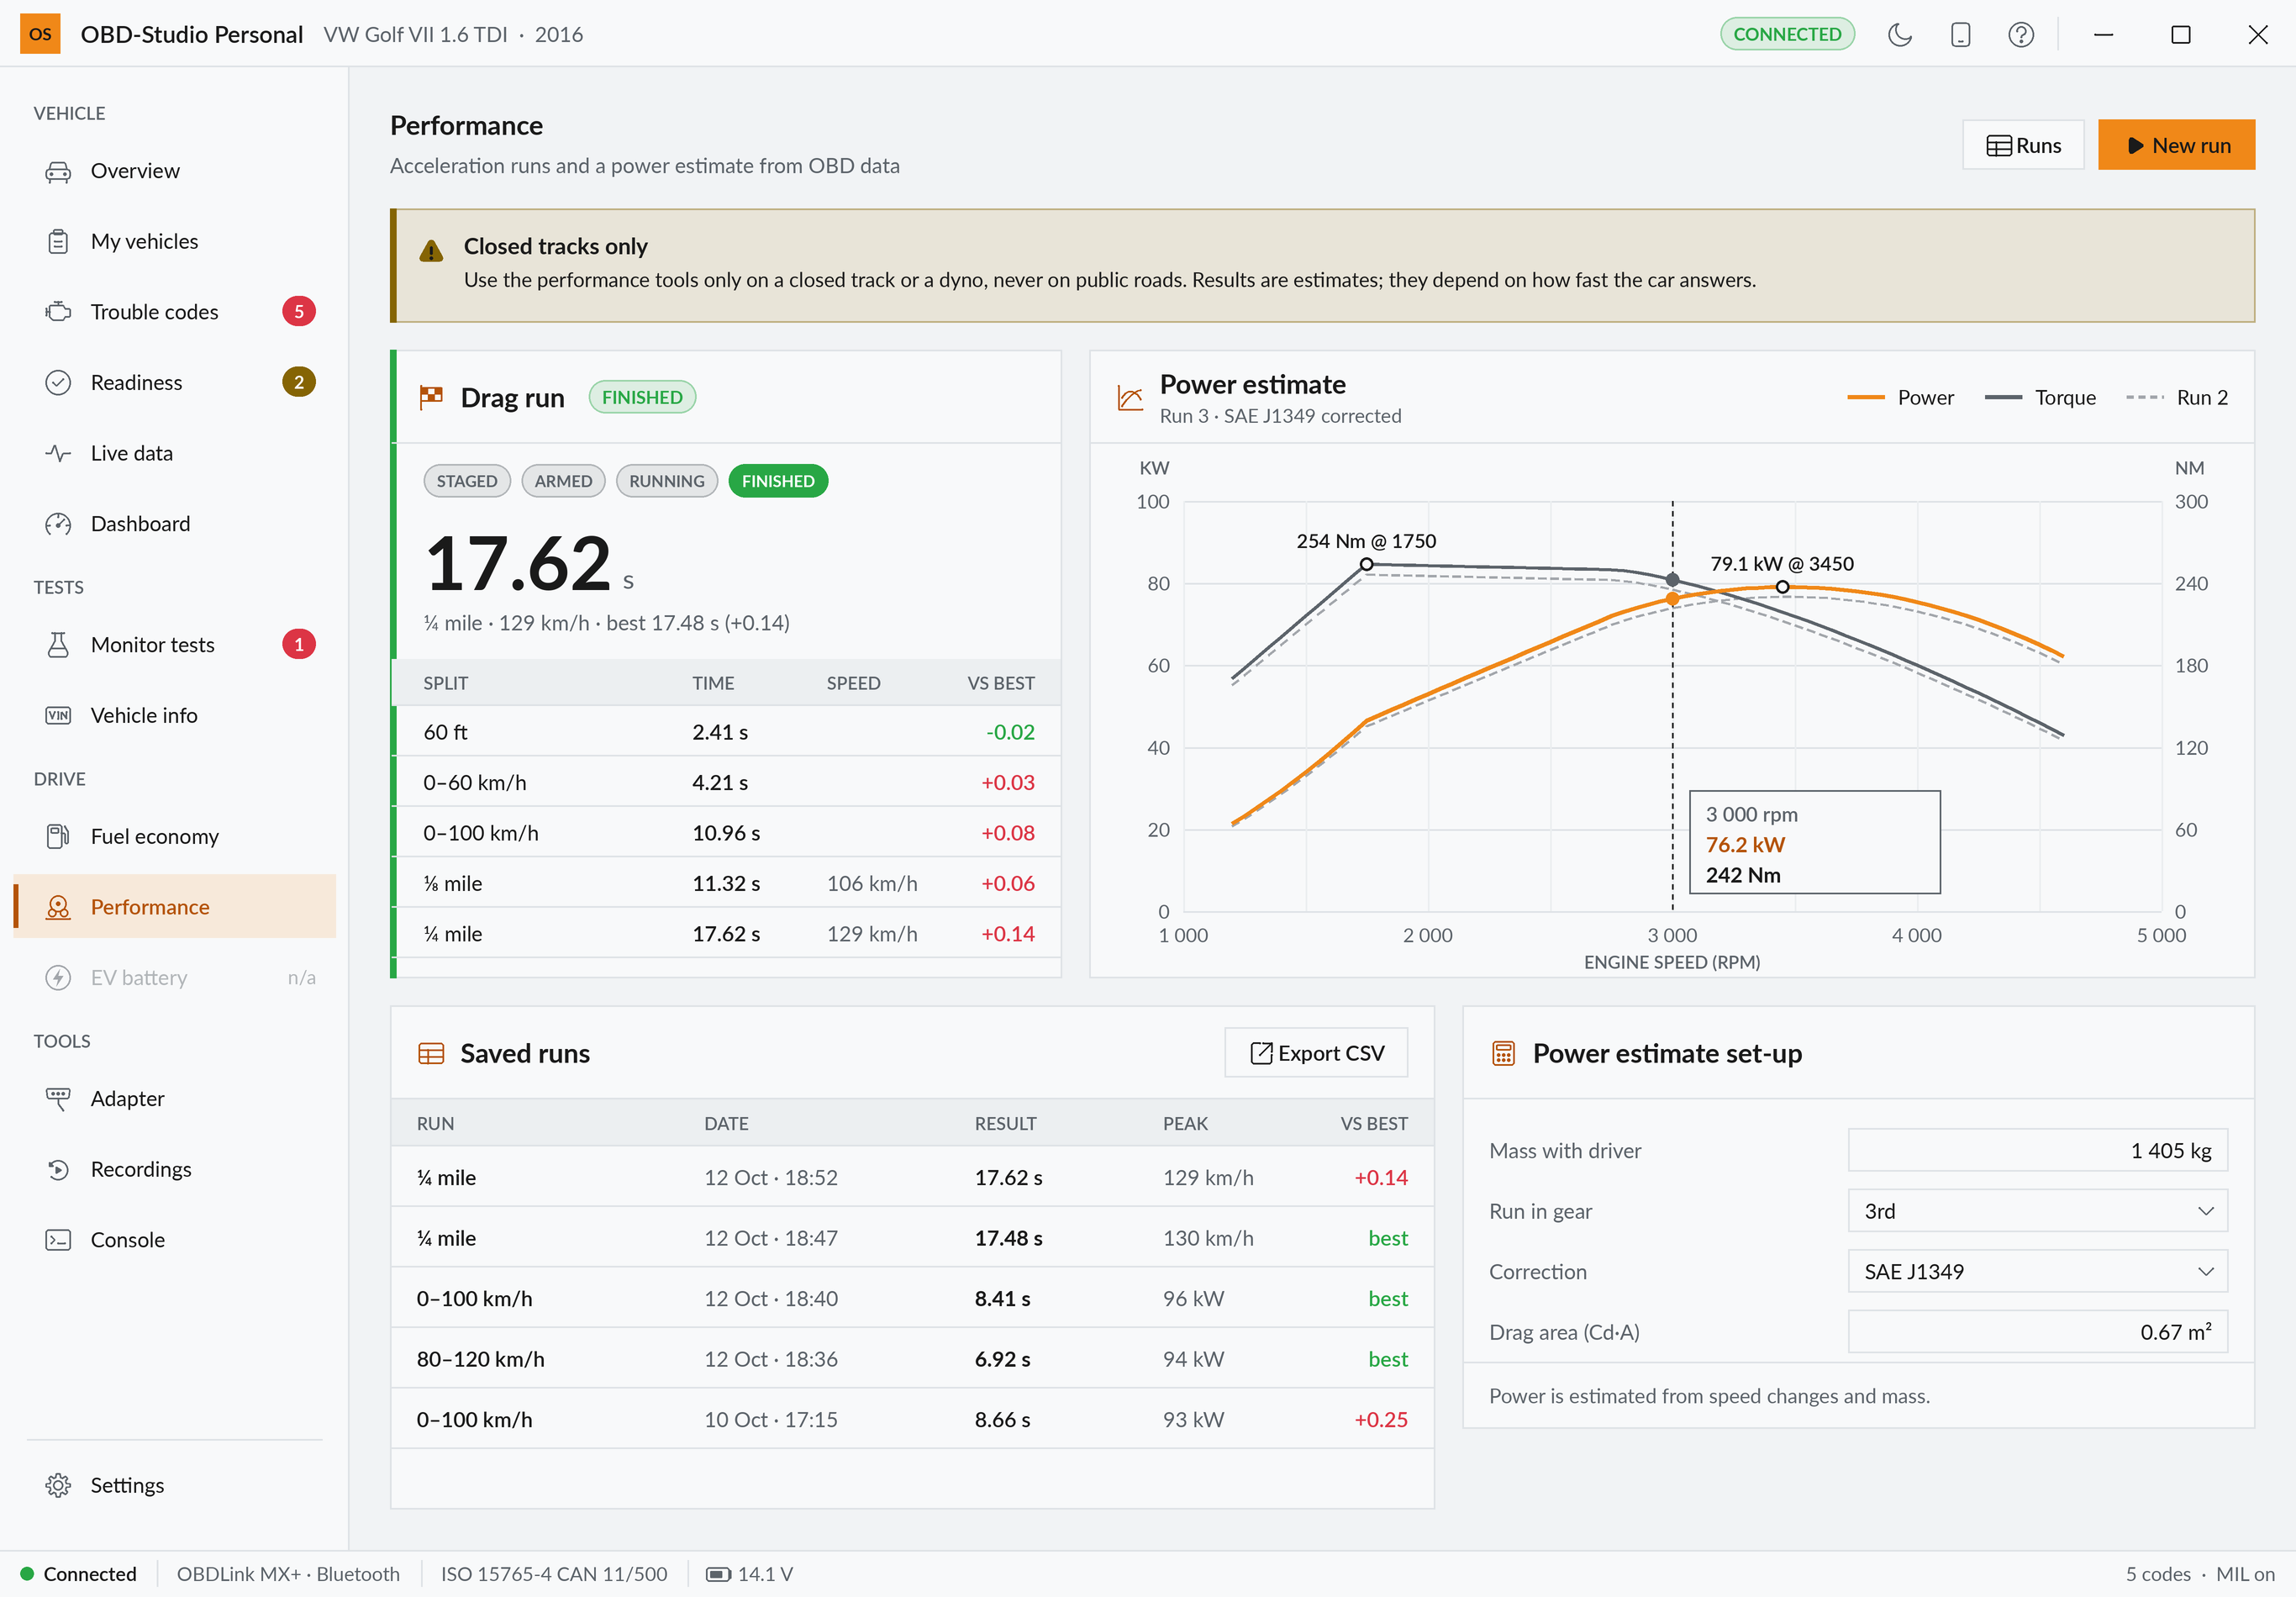 OS OBD-Studio Personal VW Golf VII 1.6 TDI · 2016 CONNECTED
VEHICLE
Overview
My vehicles
Trouble codes 5
Readiness 2
Live data
Dashboard
TESTS
Monitor tests 1
VIN Vehicle info
DRIVE
Fuel economy
Performance
EV battery n/a
TOOLS
Adapter
Recordings
Console
Settings
Performance
Acceleration runs and a power estimate from OBD data
Runs
New run
Closed tracks only
Use the performance tools only on a closed track or a dyno, never on public roads. Results are estimates; they depend on how fast the car answers.
Drag run FINISHED
STAGED ARMED RUNNING FINISHED
17.62 s
¼ mile · 129 km/h · best 17.48 s (+0.14)
SPLIT TIME SPEED VS BEST
60 ft 2.41 s -0.02
0–60 km/h 4.21 s +0.03
0–100 km/h 10.96 s +0.08
⅛ mile 11.32 s 106 km/h +0.06
¼ mile 17.62 s 129 km/h +0.14
Power estimate
Run 3 · SAE J1349 corrected
Power Torque Run 2
KW NM
100 300
254 Nm @ 1750
79.1 kW @ 3450
80 240
60 180
40 120
3 000 rpm
20 60
76.2 kW
242 Nm
0 0
1 000 2 000 3 000 4 000 5 000
ENGINE SPEED (RPM)
Saved runs
Export CSV
RUN DATE RESULT PEAK VS BEST
¼ mile 12 Oct · 18:52 17.62 s 129 km/h +0.14
¼ mile 12 Oct · 18:47 17.48 s 130 km/h best
0–100 km/h 12 Oct · 18:40 8.41 s 96 kW best
80–120 km/h 12 Oct · 18:36 6.92 s 94 kW best
0–100 km/h 10 Oct · 17:15 8.66 s 93 kW +0.25
Power estimate set-up
Mass with driver 1 405 kg
Run in gear 3rd
Correction SAE J1349
Drag area (Cd·A) 0.67 m²
Power is estimated from speed changes and mass.
Connected OBDLink MX+ · Bluetooth ISO 15765-4 CAN 11/500 14.1 V 5 codes · MIL on